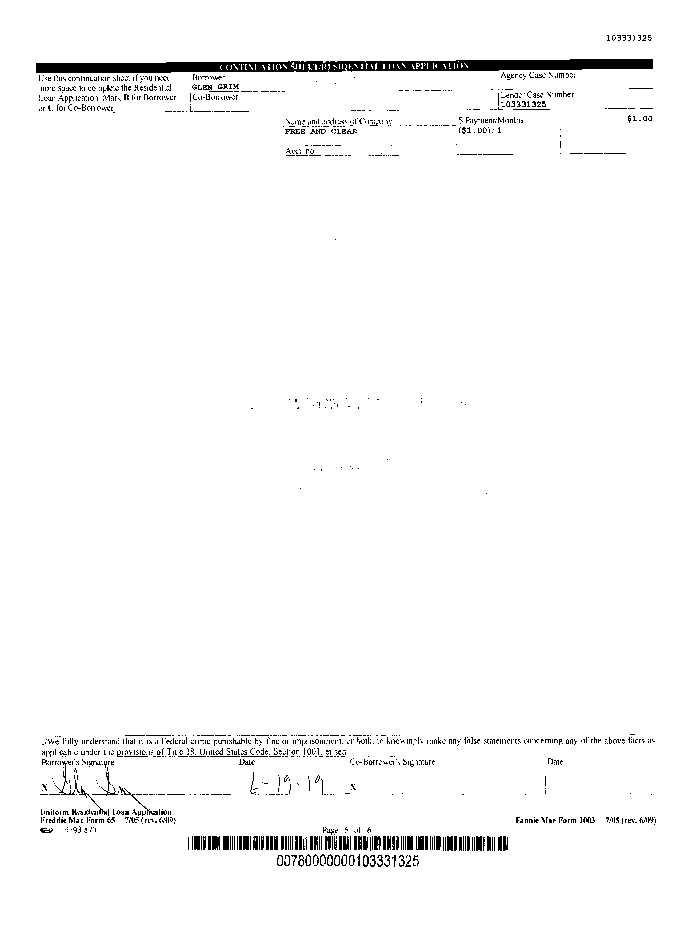 103331325
CONTINUATION SHEET/RESIDENTIAL LOAN APPLICATION
Use this continuation sheet if you need
more space to complete the Residential
Loan Application. Mark B for Borrower
or C for Co-Borrower.
Borrower
GLEN GRIM
Co-Borrower
Agency Case Number
Lender Case Number
103331325
Name and address of Company
FREE AND CLEAR
Acct. no.
$ Payment/Months
($1.00)/1
$1.00
I/We fully understand that it is a Federal crime punishable by fine or imprisonment, or both, to knowingly make any false statements concerning any of the above facts as
applicable under the provisions of Title 18, United States Code, Section 1001, et seq.
Borrower's Signature
Date
Co-Borrower's Signature
Date
X
6-19-19
X
Uniform Residential Loan Application
Freddie Mac Form 65 7/05 (rev. 6/09)
Page 5 of 6
Fannie Mae Form 1003 7/05 (rev. 6/09)
00780000000103331325